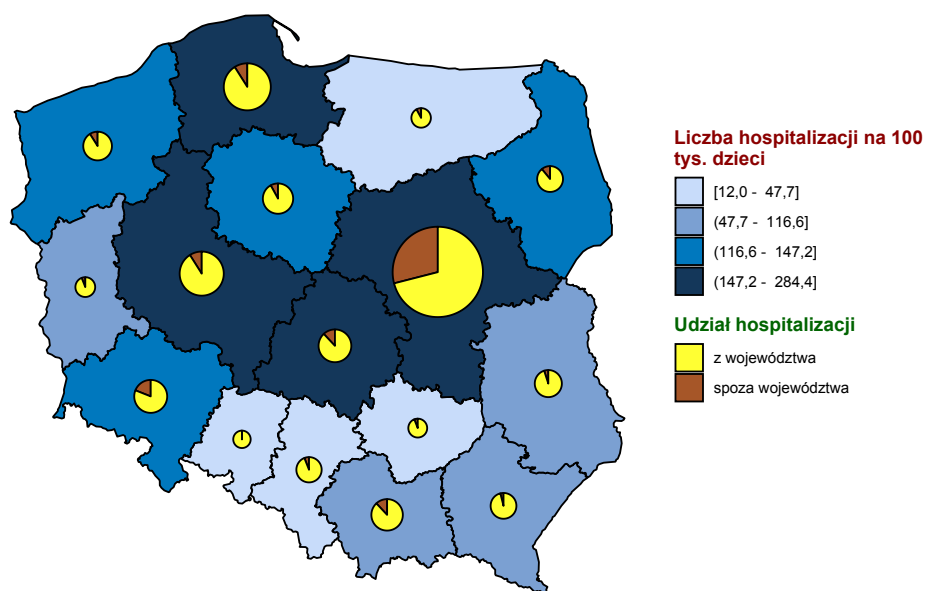 Liczba hospitalizacji na 100
tys. dzieci
[12,0 - 47,7]
(47,7 - 116,6]
(116,6 - 147,2]
(147,2 - 284,4]
Udział hospitalizacji
z województwa
spoza województwa